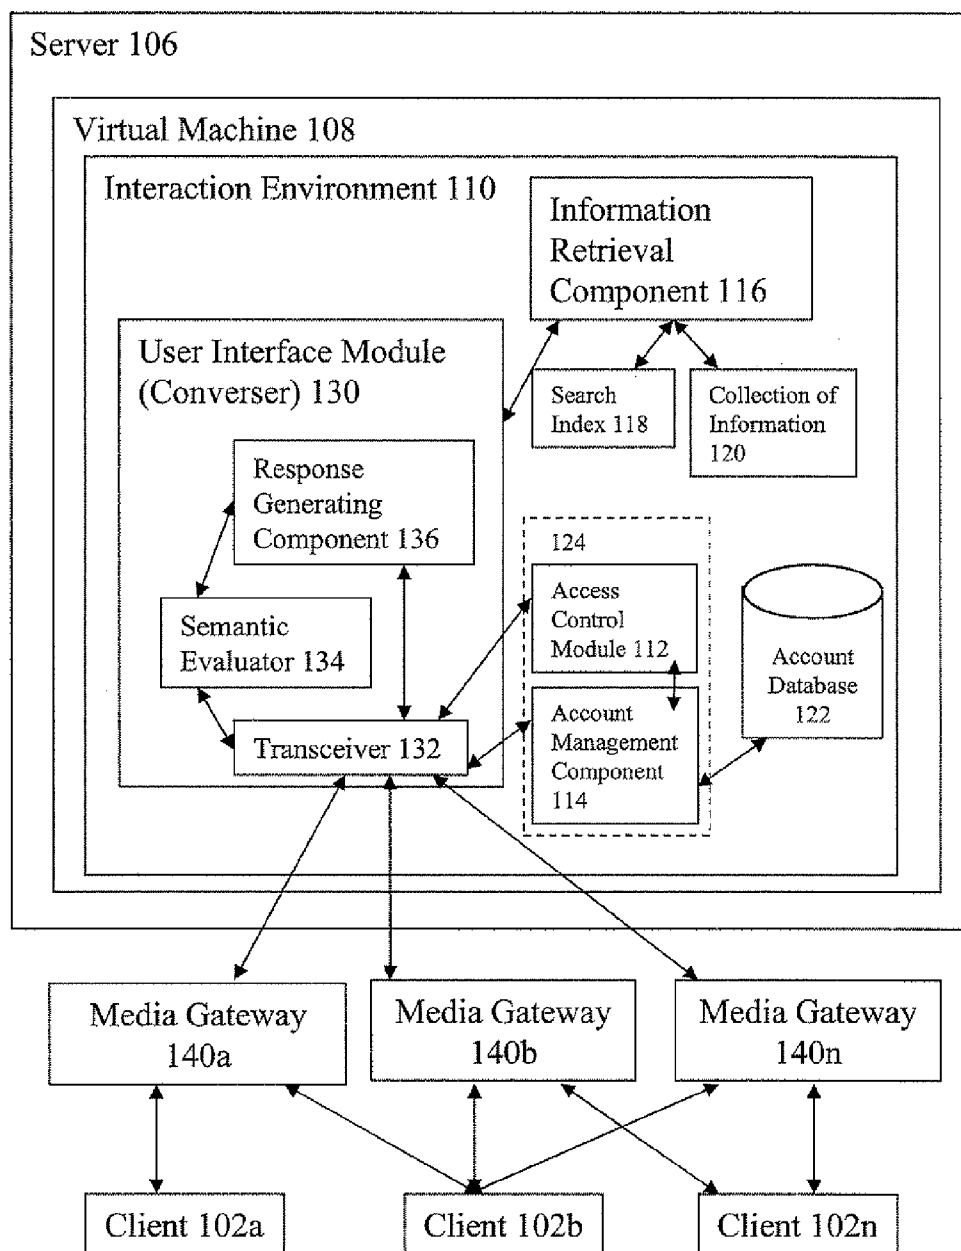 Server 106
Virtual Machine 108
Interaction Environment 110
Information
Retrieval
Component 116
User Interface Module
(Converser) 130
Search
Index 118
Collection of
Information
120
Response
Generating
Component 136
124
Access
Control
Module 112
Semantic
Evaluator 134
Account
Database
122
Account
Management
Component
114
Transceiver 132
Media Gateway
140a
Media Gateway
140b
Media Gateway
140n
Client 102a
Client 102b
Client 102n